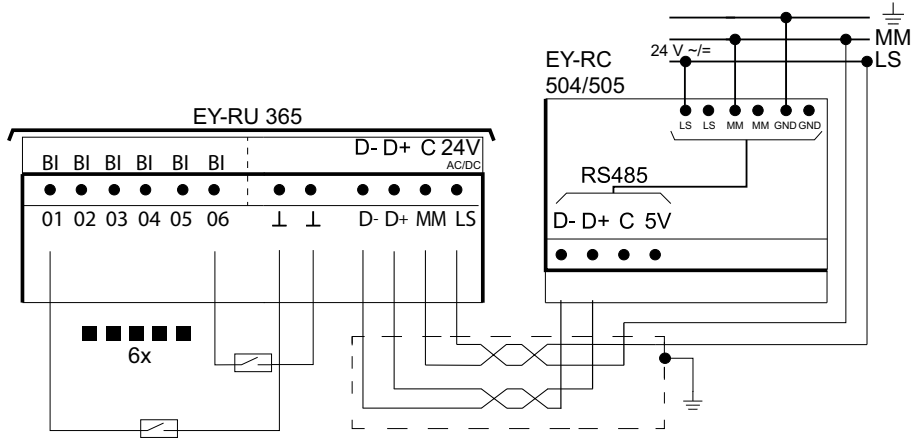 MM
24 V ~/=
LS
EY-RC
504/505
EY-RU 365
LS LS MM MM GND GND
D- D+ C 24V
AC/DC
BI BI BI BI BI BI
RS485
01 02 03 04 05 06 ⊥ ⊥ D- D+ MM LS
D- D+ C 5V
6x